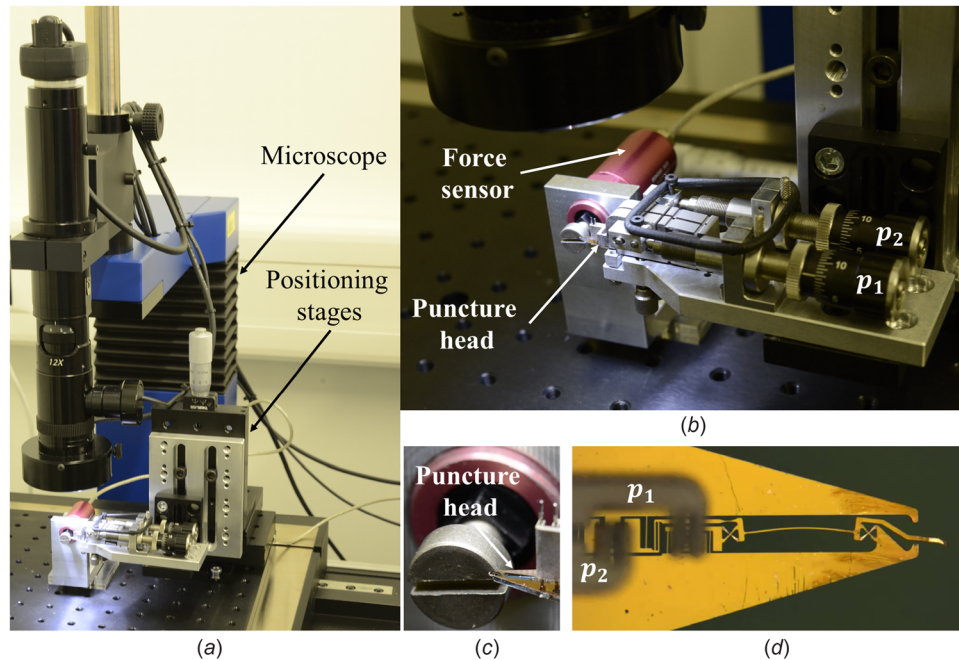 Microscope
Positioning
stages
12X
(a)
Force
sensor
Puncture
head
10
p₂
10
p₁
(b)
Puncture
head
(c)
p₁
p₂
(d)